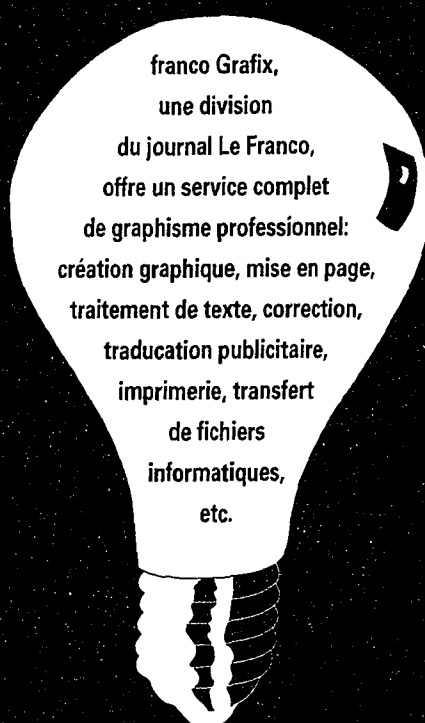 franco Grafix,
une division
du journal Le Franco,
offre un service complet
de graphisme professionnel:
création graphique, mise en page,
traitement de texte, correction,
traducation publicitaire,
imprimerie, transfert
de fichiers
informatiques,
etc.